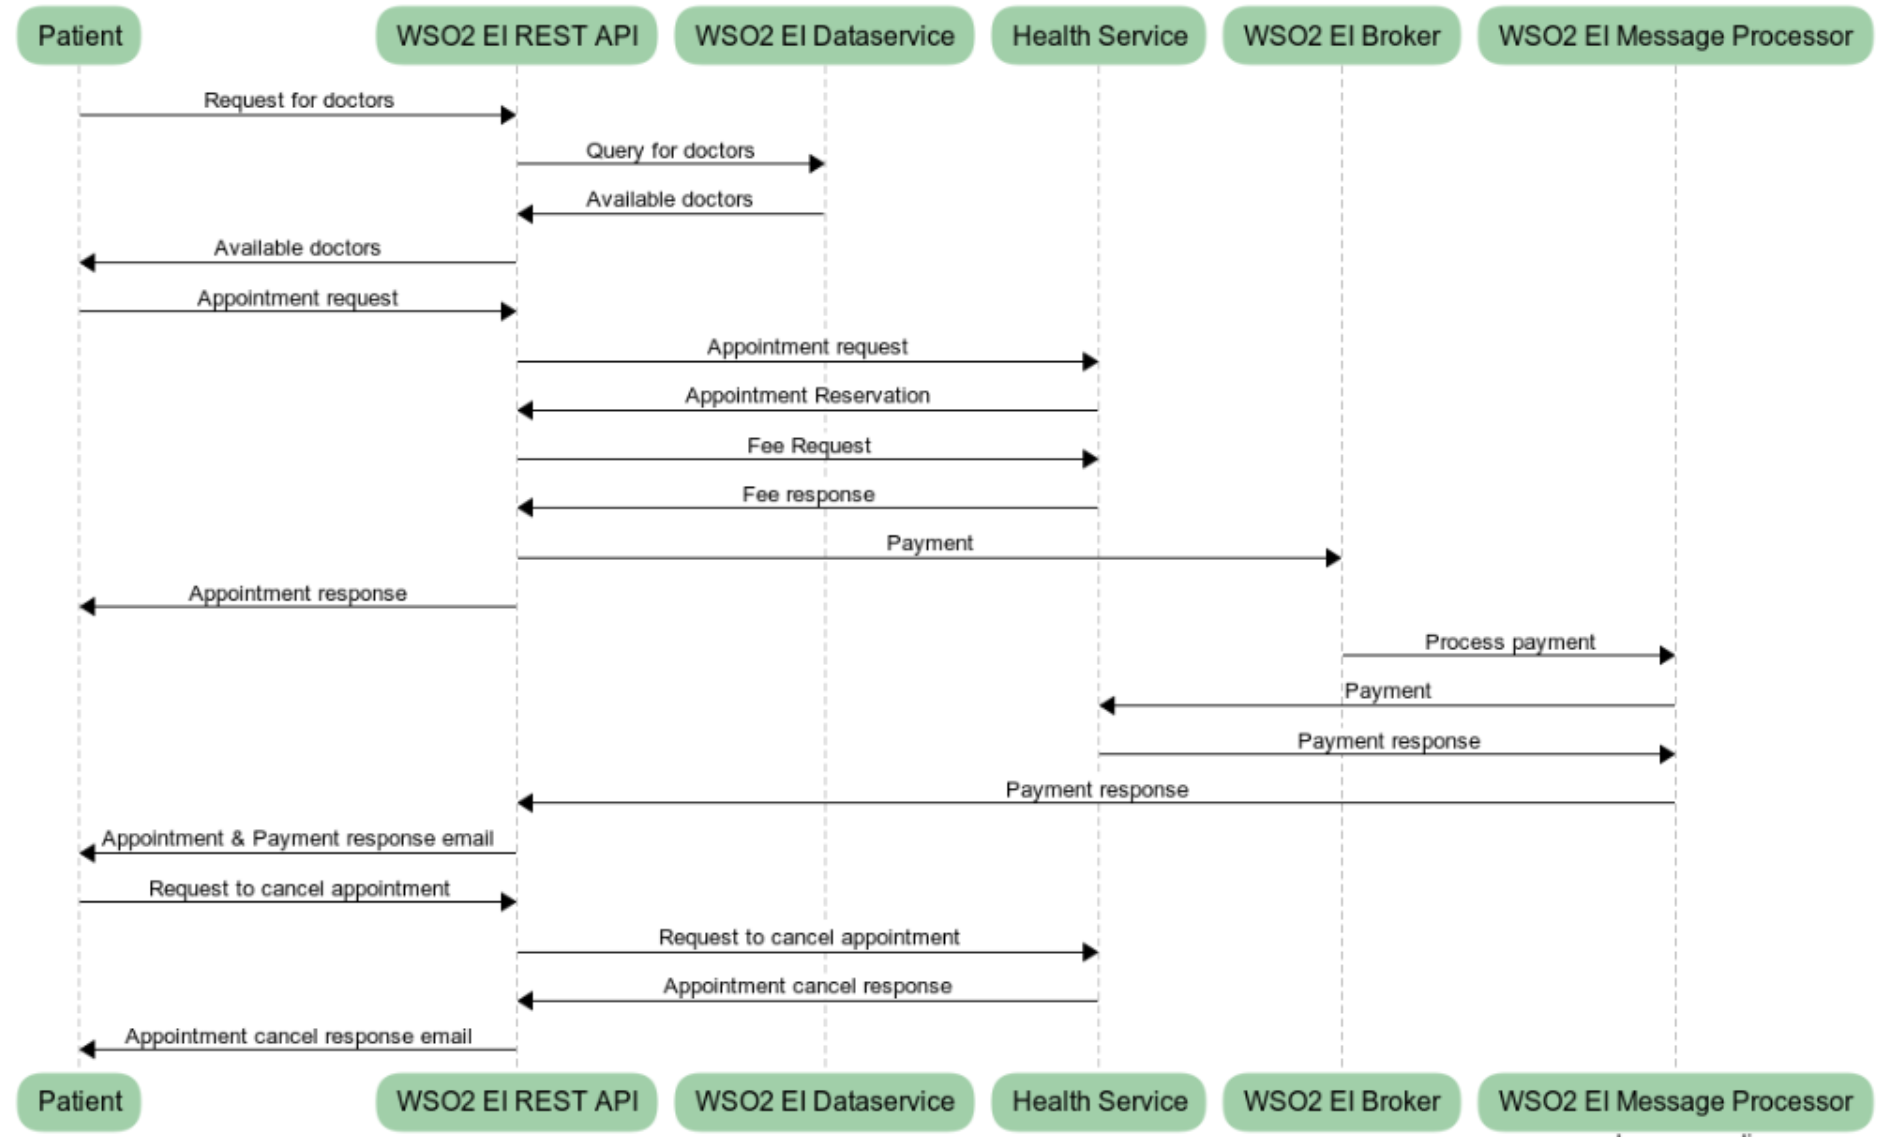 Patient
WSO2 EI REST API
WSO2 EI Dataservice
Health Service
WSO2 EI Broker
WSO2 EI Message Processor
Request for doctors
Query for doctors
Available doctors
Available doctors
Appointment request
Appointment request
Appointment Reservation
Fee Request
Fee response
Payment
Appointment response
Process payment
Payment
Payment response
Payment response
Appointment & Payment response email
Request to cancel appointment
Request to cancel appointment
Appointment cancel response
Appointment cancel response email
Patient
WSO2 EI REST API
WSO2 EI Dataservice
Health Service
WSO2 EI Broker
WSO2 EI Message Processor